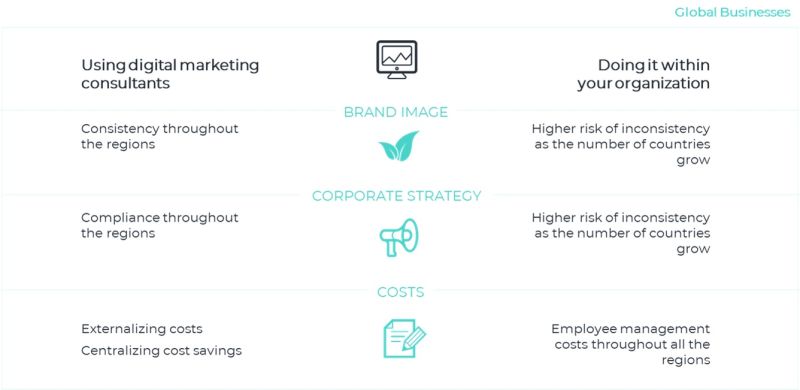 Global Businesses
Using digital marketing
consultants
Doing it within
your organization
BRAND IMAGE
Consistency throughout
the regions
Higher risk of inconsistency
as the number of countries
grow
CORPORATE STRATEGY
Compliance throughout
the regions
Higher risk of inconsistency
as the number of countries
grow
COSTS
Externalizing costs
Centralizing cost savings
Employee management
costs throughout all the
regions